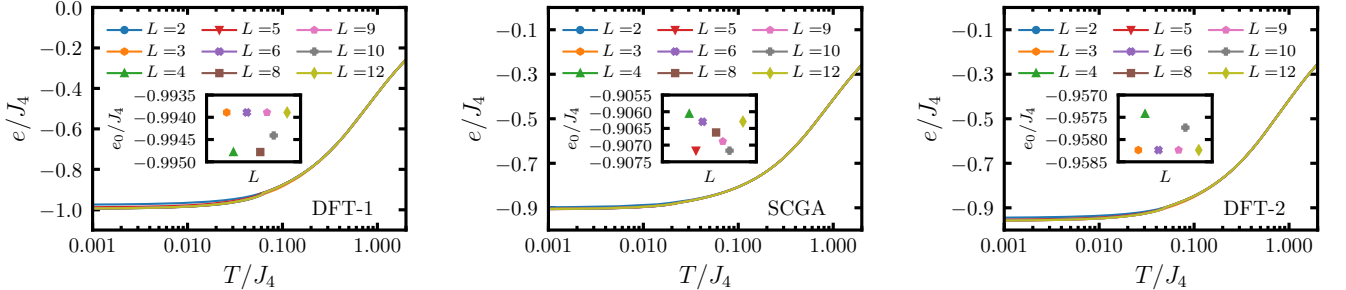 0.0
−0.2
−0.4
−0.6
−0.8
−1.0
e/J4
L =2
L =3
L =4
L =5
L =6
L =8
L =9
L =10
L =12
−0.9935
−0.9940
−0.9945
−0.9950
e0/J4
L
DFT-1
0.001
0.010
0.100
1.000
T/J4
−0.1
−0.3
−0.5
−0.7
−0.9
e/J4
L =2
L =3
L =4
L =5
L =6
L =8
L =9
L =10
L =12
−0.9055
−0.9060
−0.9065
−0.9070
−0.9075
e0/J4
L
SCGA
0.001
0.010
0.100
1.000
T/J4
−0.1
−0.3
−0.5
−0.7
−0.9
e/J4
L =2
L =3
L =4
L =5
L =6
L =8
L =9
L =10
L =12
−0.9570
−0.9575
−0.9580
−0.9585
e0/J4
L
DFT-2
0.001
0.010
0.100
1.000
T/J4